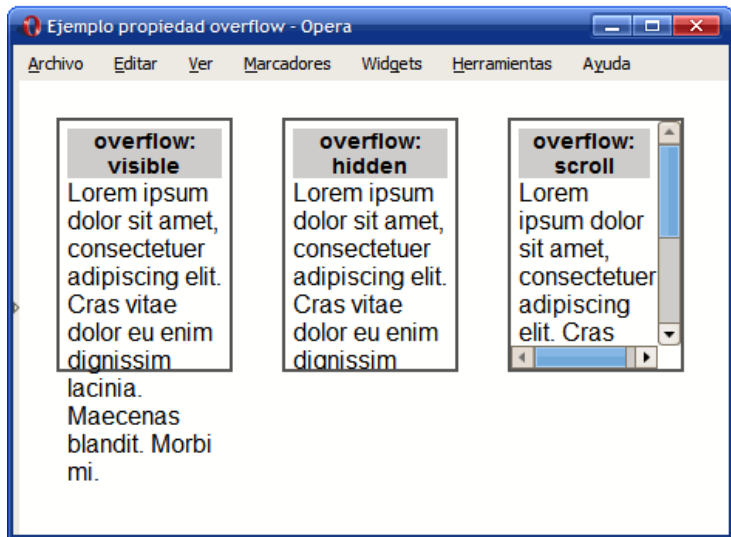 Ejemplo propiedad overflow - Opera
Archivo Editar Ver Marcadores Widgets Herramientas Ayuda
overflow:
visible
Lorem ipsum
dolor sit amet,
consectetuer
adipiscing elit.
Cras vitae
dolor eu enim
dignissim
lacinia.
Maecenas
blandit. Morbi
mi.
overflow:
hidden
Lorem ipsum
dolor sit amet,
consectetuer
adipiscing elit.
Cras vitae
dolor eu enim
dignissim
overflow:
scroll
Lorem
ipsum dolor
sit amet,
consectetuer
adipiscing
elit. Cras